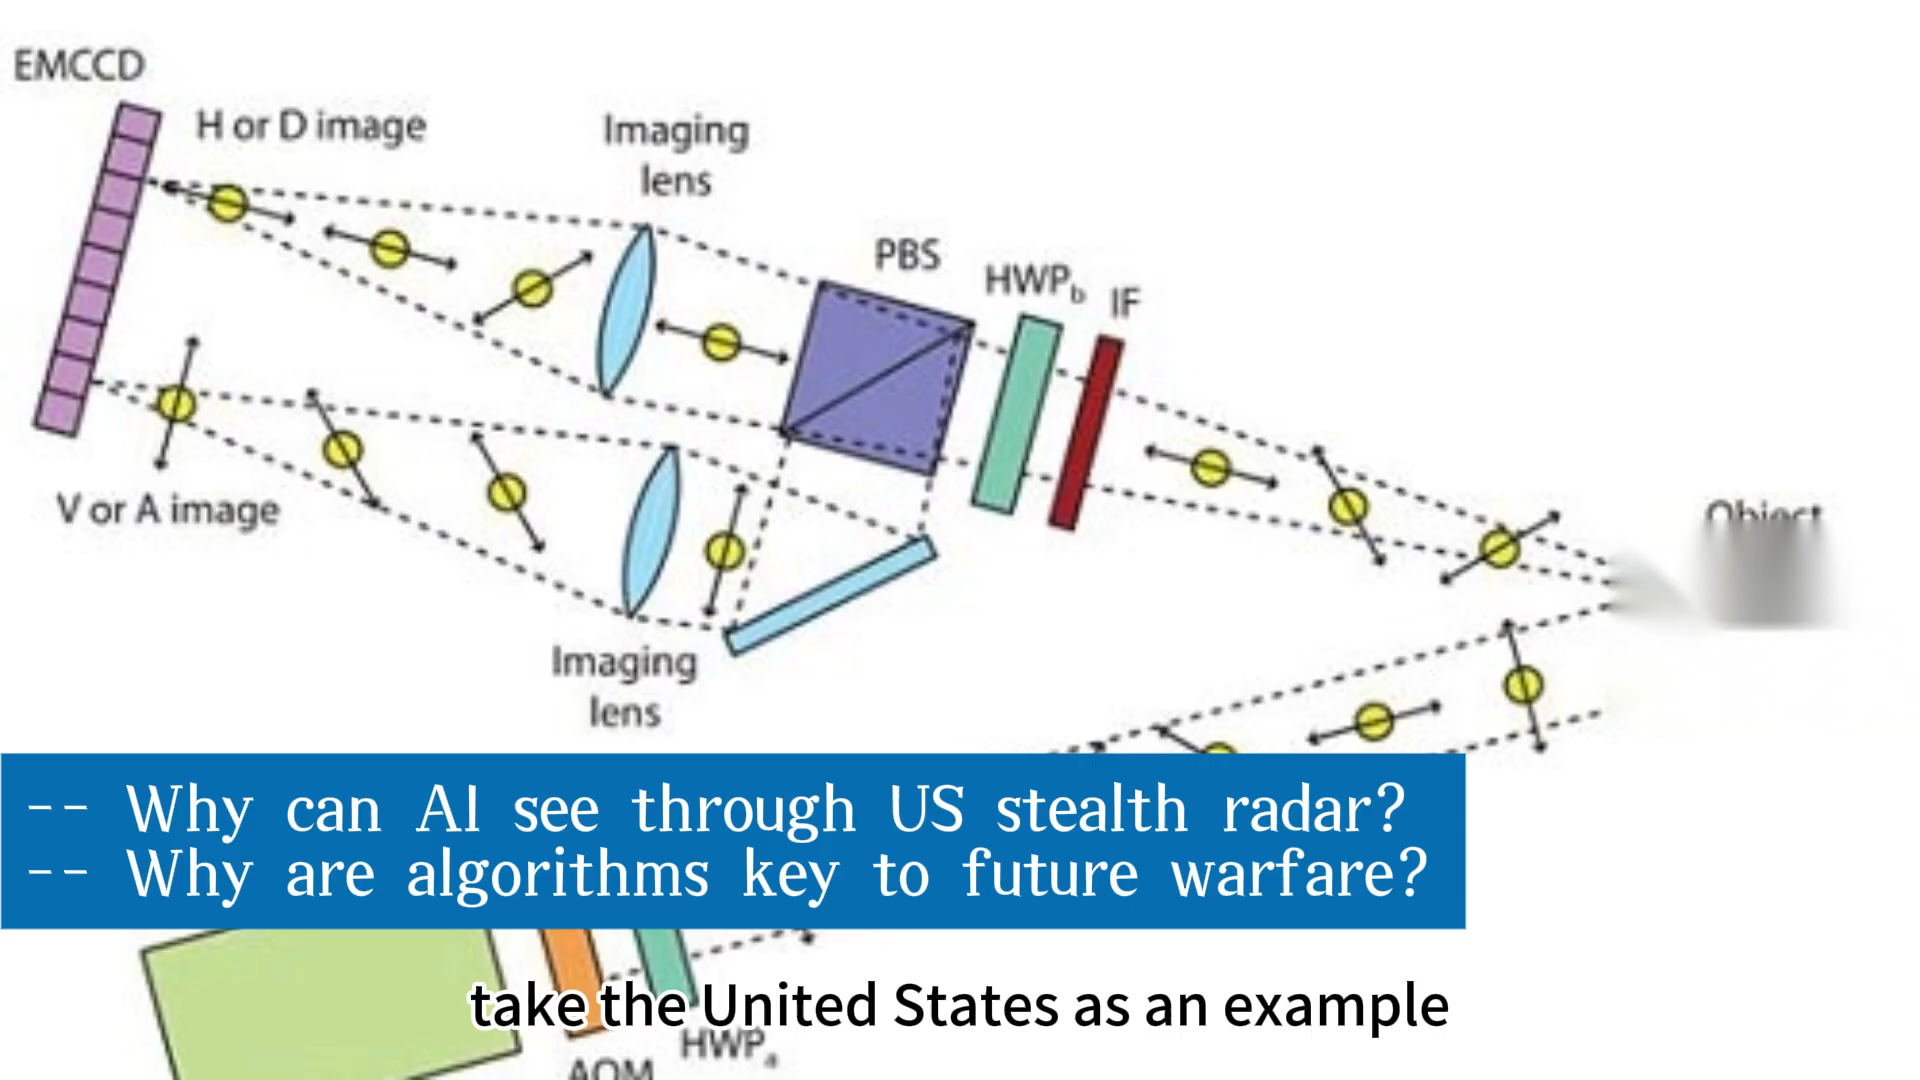 EMCCD
H or D image
Imaging
lens
PBS
HWPb
IF
V or A image
Object
Imaging
lens
-- Why can AI see through US stealth radar?
-- Why are algorithms key to future warfare?
take the United States as an example
HWPa
AOM